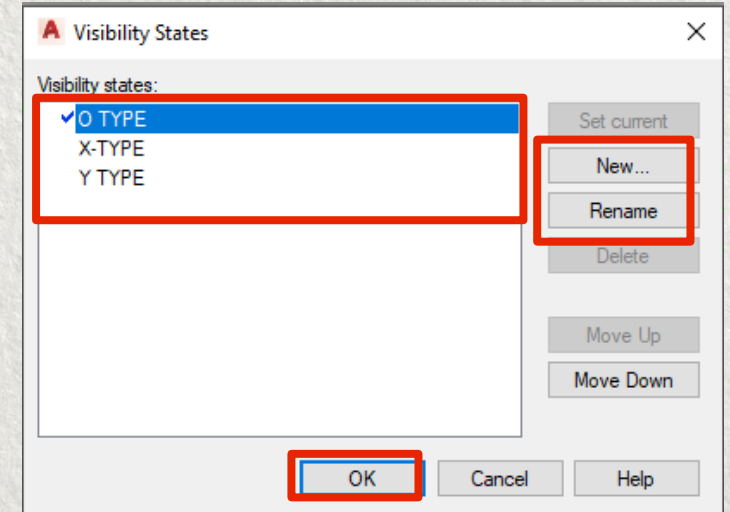 Visibility States
Visibility states:
O TYPE
X-TYPE
Y TYPE
Set current
New...
Rename
Delete
Move Up
Move Down
OK
Cancel
Help